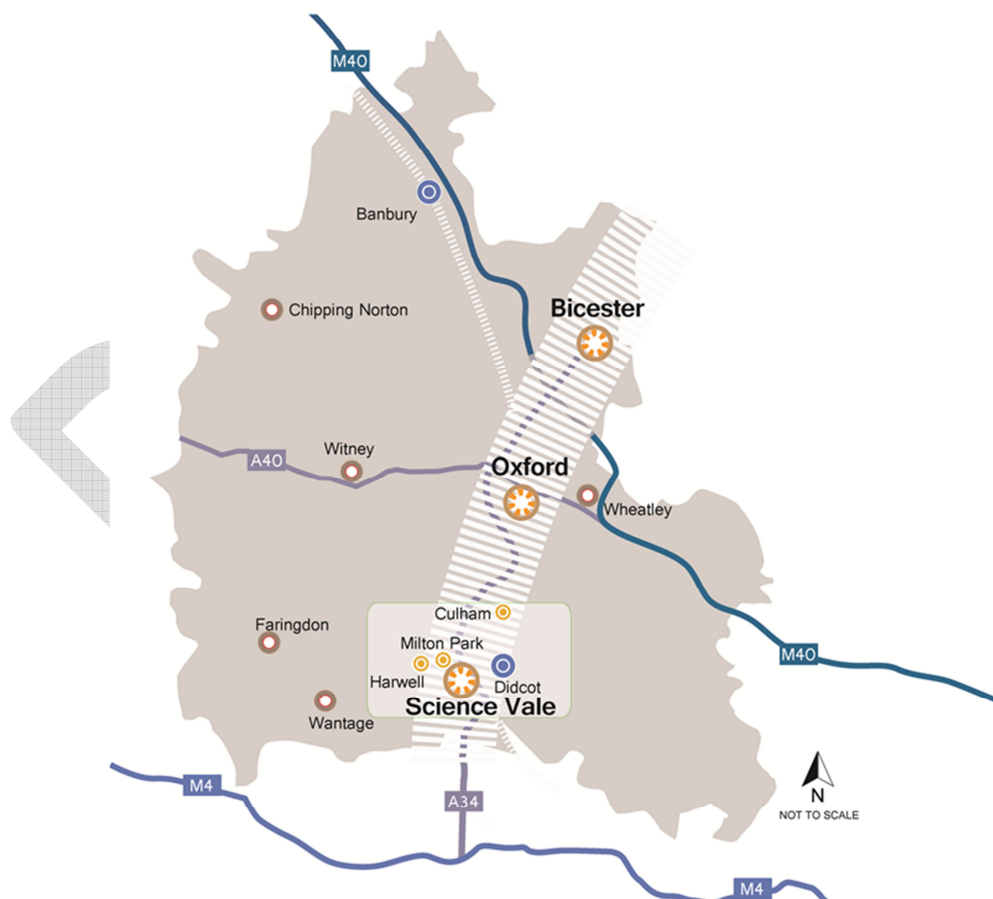 M40
Banbury
Chipping Norton
Bicester
Witney
A40
Oxford
Wheatley
Culham
Faringdon
Milton Park
Harwell
Didcot
Science Vale
Wantage
M40
M4
A34
N
NOT TO SCALE
M4